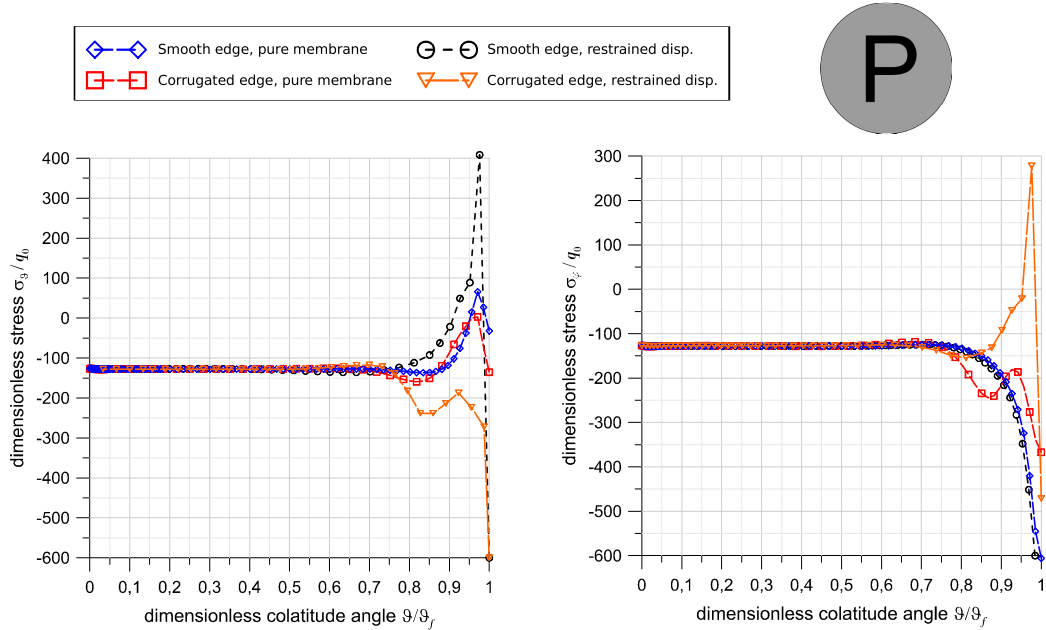 Smooth edge, pure membrane
Smooth edge, restrained disp.
Corrugated edge, pure membrane
Corrugated edge, restrained disp.
P
400
300
200
100
0
-100
-200
-300
-400
-500
-600
dimensionless stress σϑ/q0
0 0,1 0,2 0,3 0,4 0,5 0,6 0,7 0,8 0,9 1
dimensionless colatitude angle ϑ/ϑf
300
200
100
0
-100
-200
-300
-400
-500
-600
dimensionless stress σφ/q0
0 0,1 0,2 0,3 0,4 0,5 0,6 0,7 0,8 0,9 1
dimensionless colatitude angle ϑ/ϑf